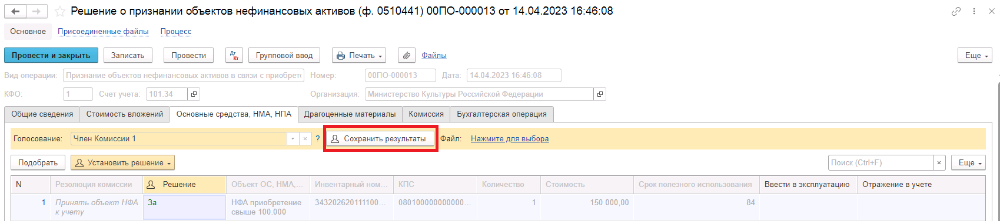 Решение о признании объектов нефинансовых активов (ф. 0510441) 00ПО-000013 от 14.04.2023 16:46:08
Основное Присоединенные файлы Процесс
Провести и закрыть Записать Провести Дт Кт Групповой ввод Печать Файлы Еще
Вид операции: Признание объектов нефинансовых активов в связи с приобрете Номер: 00ПО-000013 Дата: 14.04.2023 16:46:08
КФО: 1 Счет учета: 101.34 Организация: Министерство Культуры Российской Федерации
Общие сведения Стоимость вложений Основные средства, НМА, НПА Драгоценные материалы Комиссия Бухгалтерская операция
Голосование: Член Комиссии 1 ? Сохранить результаты Файл: Нажмите для выбора
Подобрать Установить решение Поиск (Ctrl+F) × Еще
N Резолюция комиссии Решение Объект ОС, НМА,... Инвентарный ном... КПС Количество Стоимость Срок полезного использования Ввести в эксплуатацию Отражение в учете
1 Принять объект НФА За НФА приобретение 343202620111100... 080100000000000... 1 150 000,00 84
к учету свыше 100.000